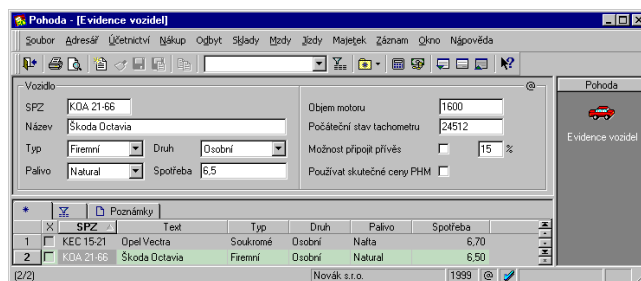 Pohoda - [Evidence vozidel]
Soubor Adresář Účetnictví Nákup Odbyt Sklady Mzdy Jízdy Majetek Záznam Okno Nápověda
Vozidlo @
Pohoda
SPZ KOA 21-66 Objem motoru 1600
Název Škoda Octavia Počáteční stav tachometru 24512
Evidence vozidel
Typ Firemní Druh Osobní Možnost připojit přívěs 15 %
Palivo Natural Spotřeba 6,5 Používat skutečné ceny PHM
* Poznámky
X SPZ Text Typ Druh Palivo Spotřeba
1 KEC 15-21 Opel Vectra Soukromé Osobní Nafta 6,70
2 KOA 21-66 Škoda Octavia Firemní Osobní Natural 6,50
(2/2) Novák s.r.o. 1999 @